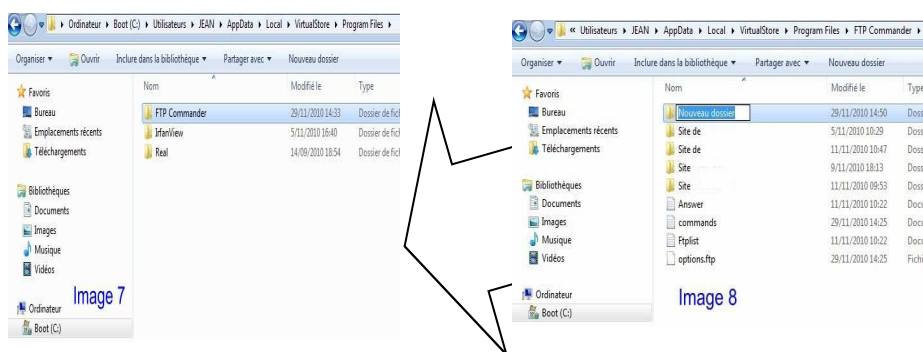 Ordinateur ▸ Boot (C:) ▸ Utilisateurs ▸ JEAN ▸ AppData ▸ Local ▸ VirtualStore ▸ Program Files ▸
Organiser ▾ Ouvrir Inclure dans la bibliothèque ▾ Partager avec ▾ Nouveau dossier
Favoris
Bureau
Emplacements récents
Téléchargements
Bibliothèques
Documents
Images
Musique
Vidéos
Ordinateur
Boot (C:)
Nom Modifié le Type
FTP Commander 29/11/2010 14:33 Dossier de fich
IrfanView 5/11/2010 16:40 Dossier de fich
Real 14/09/2010 18:54 Dossier de fich
Image 7
« Utilisateurs ▸ JEAN ▸ AppData ▸ Local ▸ VirtualStore ▸ Program Files ▸ FTP Commander ▸
Organiser ▾ Ouvrir Inclure dans la bibliothèque ▾ Partager avec ▾ Nouveau dossier
Favoris
Bureau
Emplacements récents
Téléchargements
Bibliothèques
Documents
Images
Musique
Vidéos
Ordinateur
Boot (C:)
Nom Modifié le Type
Nouveau dossier 29/11/2010 14:50 Doss
Site de 5/11/2010 10:29 Doss
Site de 11/11/2010 10:47 Doss
Site 9/11/2010 18:13 Doss
Site 11/11/2010 09:53 Doss
Answer 11/11/2010 10:22 Docu
commands 29/11/2010 14:25 Docu
Ftplist 11/11/2010 10:22 Docu
options.ftp 29/11/2010 14:25 Fichi
Image 8